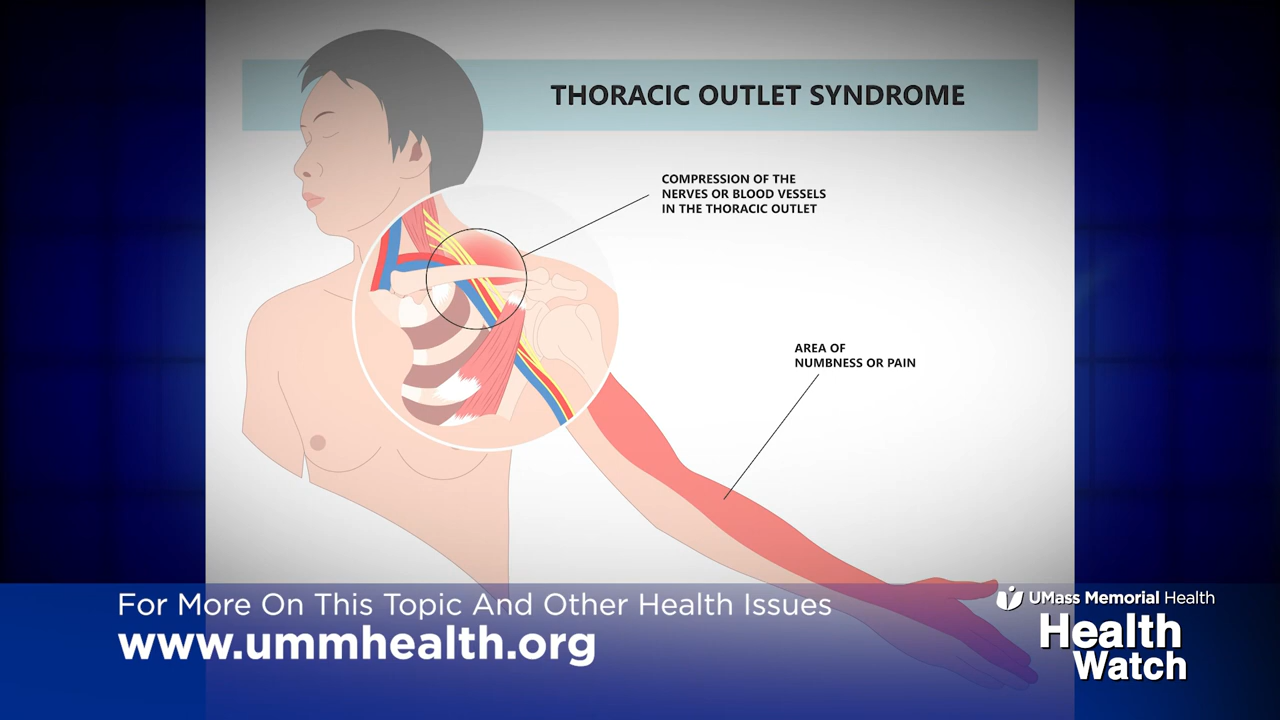 THORACIC OUTLET SYNDROME
COMPRESSION OF THE
NERVES OR BLOOD VESSELS
IN THE THORACIC OUTLET
AREA OF
NUMBNESS OR PAIN
For More On This Topic And Other Health Issues
www.ummhealth.org
UMass Memorial Health
Health
Watch